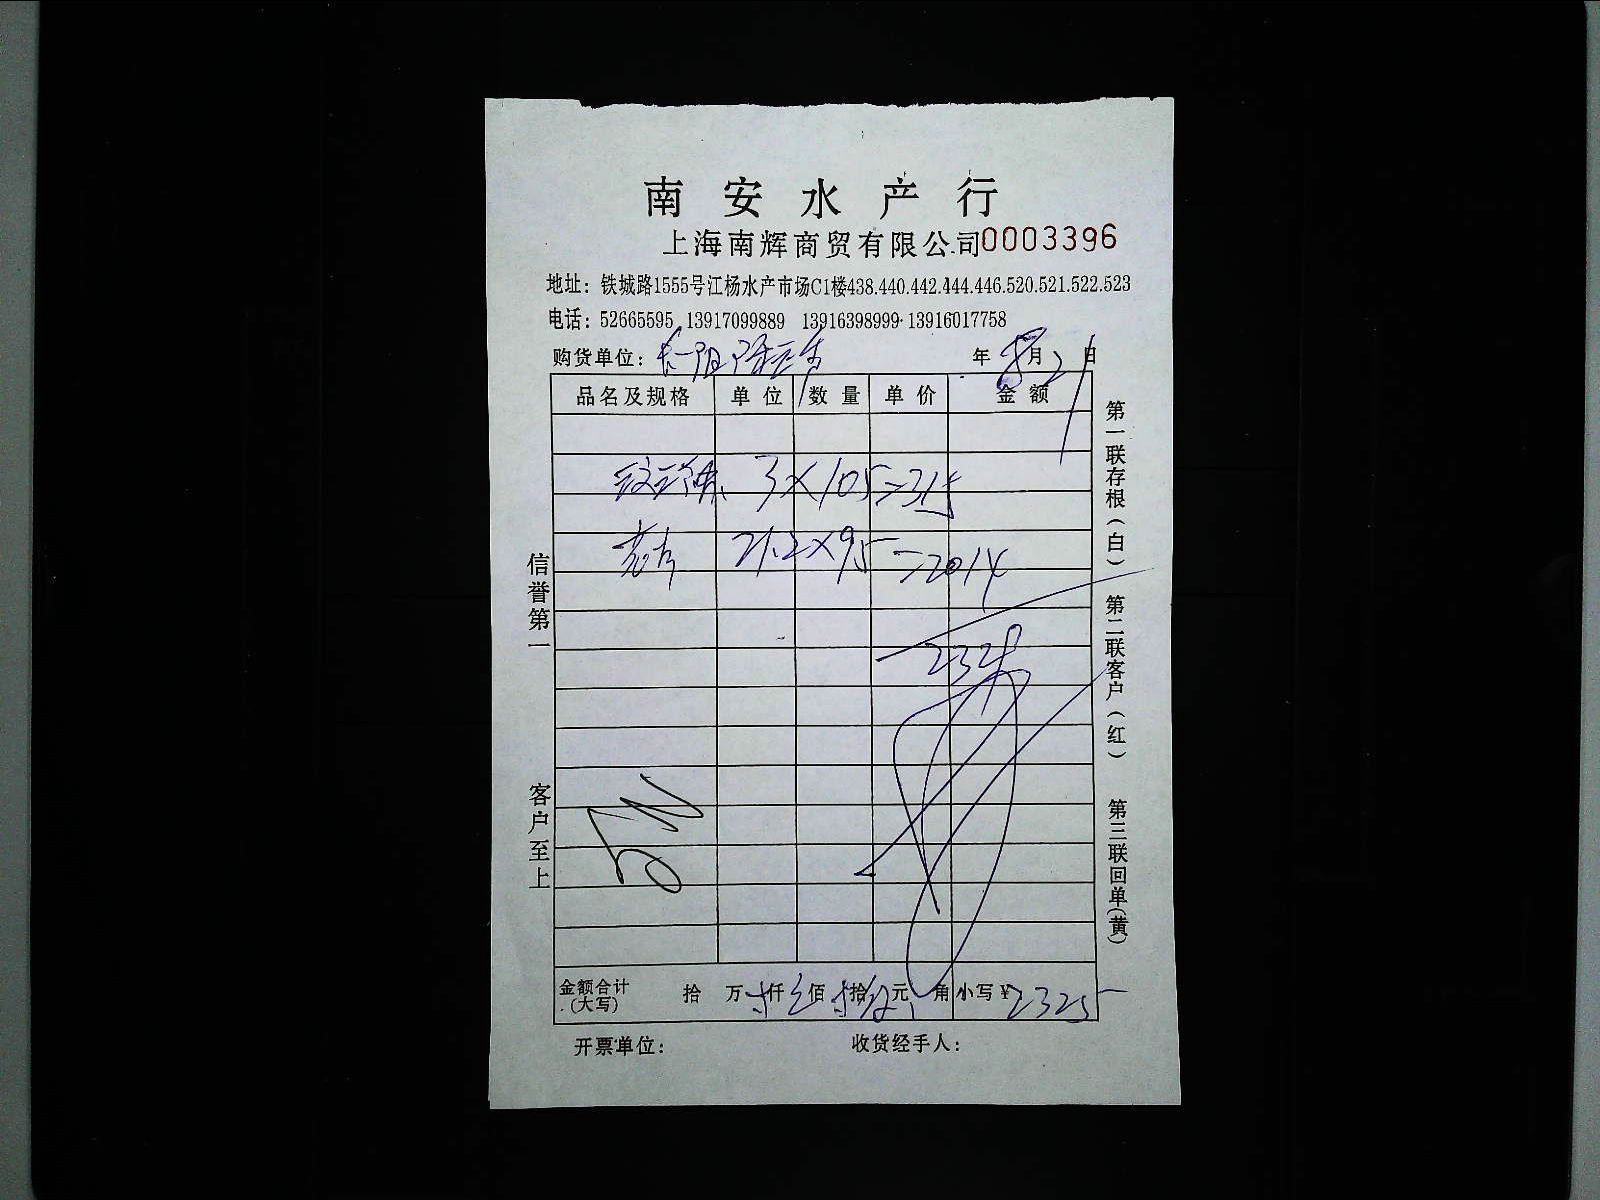 南安水产行
上海南辉商贸有限公司0003396
地址：铁城路1555号江杨水产市场C1楼438.440.442.444.446.520.521.522.523
电话：52665595 13917099889 13916398999 13916017758
购货单位： 年8月21日
品名及规格 单位 数量 单价 金额
3×105=315
21.2×95=2014
2329
金额合计（大写） 拾 万 仟 佰 拾 元 角 小写¥2325
开票单位： 收货经手人：
信誉第一 客户至上
第一联存根（白） 第二联客户（红） 第三联回单（黄）